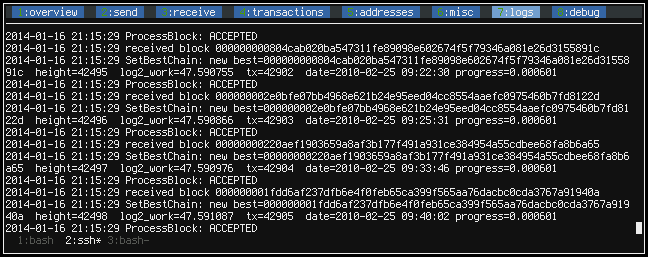 1:overview 2:send 3:receive 4:transactions 5:addresses 6:misc 7:logs 8:debug
2014-01-16 21:15:29 ProcessBlock: ACCEPTED
2014-01-16 21:15:29 received block 000000000804cab020ba547311fe89098e602674f5f79346a081e26d3155891c
2014-01-16 21:15:29 SetBestChain: new best=000000000804cab020ba547311fe89098e602674f5f79346a081e26d31558
91c height=42495 log2_work=47.590755 tx=42902 date=2010-02-25 09:22:30 progress=0.000601
2014-01-16 21:15:29 ProcessBlock: ACCEPTED
2014-01-16 21:15:29 received block 000000002e0bfe07bb4968e621b24e95eed04cc8554aaefc0975460b7fd8122d
2014-01-16 21:15:29 SetBestChain: new best=000000002e0bfe07bb4968e621b24e95eed04cc8554aaefc0975460b7fd81
22d height=42496 log2_work=47.590866 tx=42903 date=2010-02-25 09:25:31 progress=0.000601
2014-01-16 21:15:29 ProcessBlock: ACCEPTED
2014-01-16 21:15:29 received block 00000000220aef1903659a8af3b177f491a931ce384954a55cdbee68fa8b6a65
2014-01-16 21:15:29 SetBestChain: new best=00000000220aef1903659a8af3b177f491a931ce384954a55cdbee68fa8b6
a65 height=42497 log2_work=47.590976 tx=42904 date=2010-02-25 09:33:46 progress=0.000601
2014-01-16 21:15:29 ProcessBlock: ACCEPTED
2014-01-16 21:15:29 received block 000000001fdd6af237dfb6e4f0feb65ca399f565aa76dacbc0cda3767a91940a
2014-01-16 21:15:29 SetBestChain: new best=000000001fdd6af237dfb6e4f0feb65ca399f565aa76dacbc0cda3767a919
40a height=42498 log2_work=47.591087 tx=42905 date=2010-02-25 09:40:02 progress=0.000601
2014-01-16 21:15:29 ProcessBlock: ACCEPTED
1:bash 2:ssh* 3:bash-